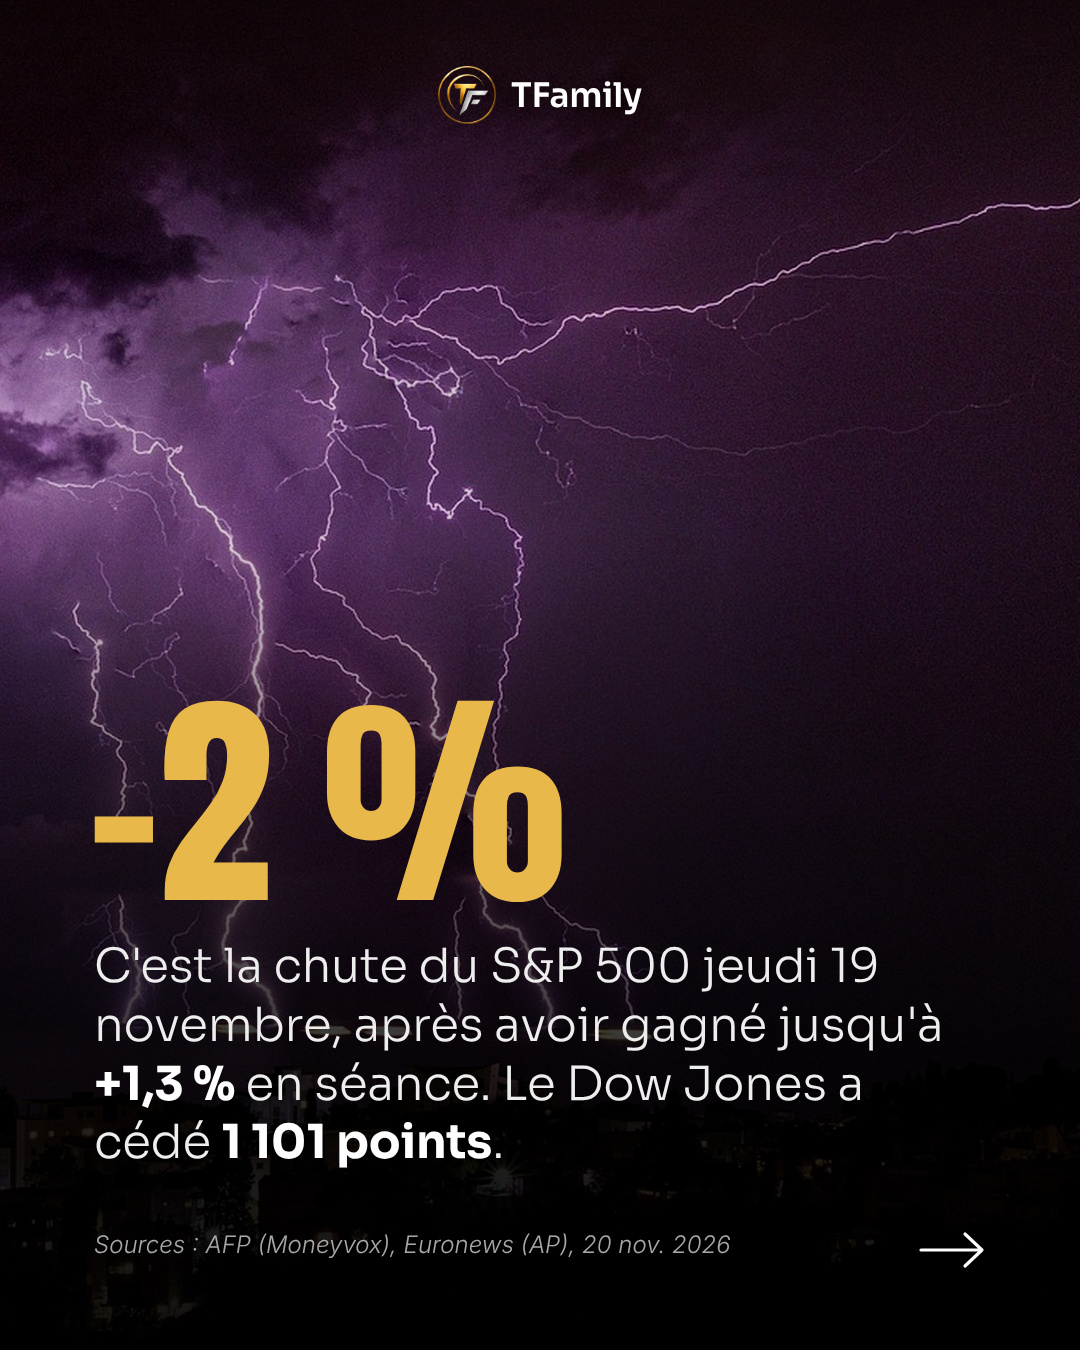 TFamily
-2 %
C'est la chute du S&P 500 jeudi 19
novembre, après avoir gagné jusqu'à
+1,3 % en séance. Le Dow Jones a
cédé 1 101 points.
Sources : AFP (Moneyvox), Euronews (AP), 20 nov. 2026